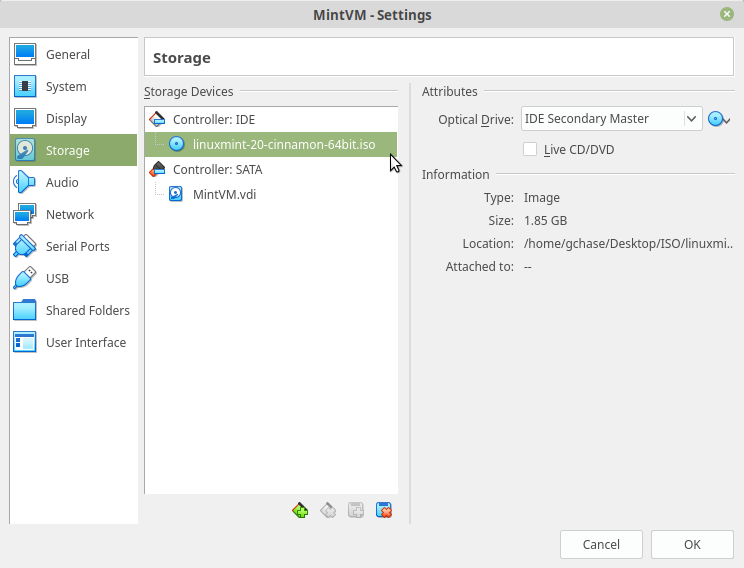 MintVM - Settings
General
System
Display
Storage
Audio
Network
Serial Ports
USB
Shared Folders
User Interface
Storage
Storage Devices
Controller: IDE
linuxmint-20-cinnamon-64bit.iso
Controller: SATA
MintVM.vdi
Attributes
Optical Drive: IDE Secondary Master
Live CD/DVD
Information
Type: Image
Size: 1.85 GB
Location: /home/gchase/Desktop/ISO/linuxmi..
Attached to: --
Cancel
OK